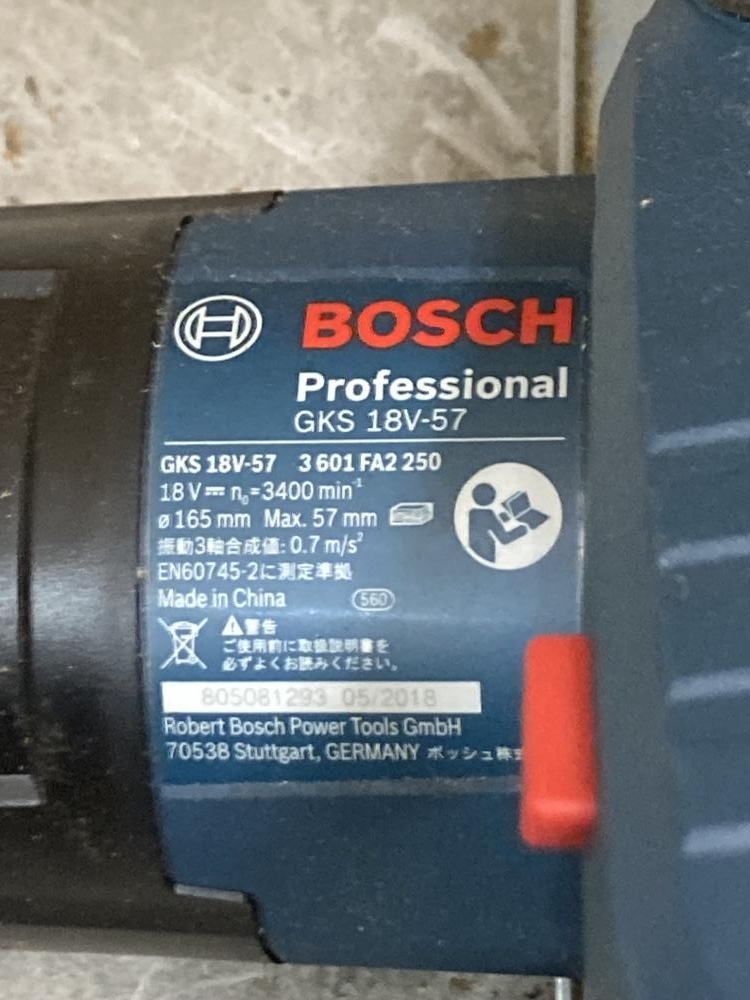 BOSCH
Professional
GKS 18V-57
GKS 18V-57 3 601 FA2 250
18 V⎓ n₀=3400 min⁻¹
ø 165 mm Max. 57 mm
振動3軸合成値: 0.7 m/s²
EN60745-2に測定準拠
Made in China 560
⚠警告
ご使用前に取扱説明書を
必ずよくお読みください。
805081293 05/2018
Robert Bosch Power Tools GmbH
70538 Stuttgart, GERMANY ボッシュ株式